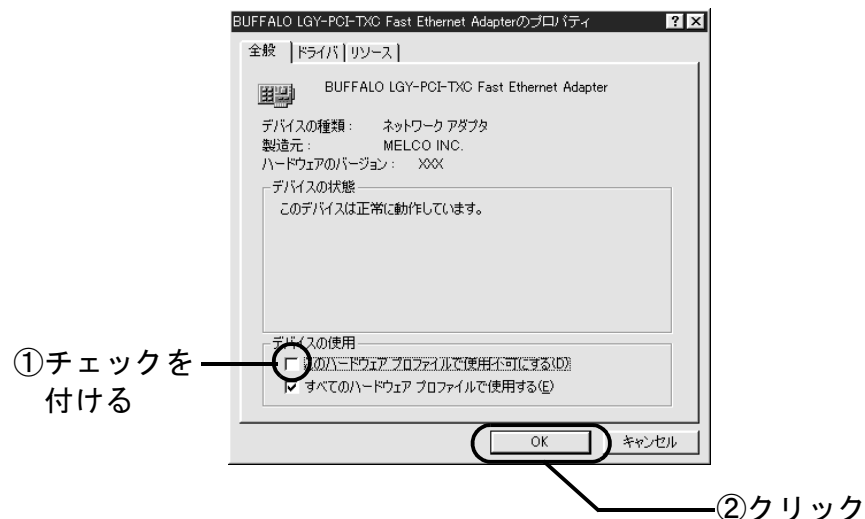 BUFFALO LGY-PCI-TXC Fast Ethernet Adapterのプロパティ
全般 ドライバ リソース
BUFFALO LGY-PCI-TXC Fast Ethernet Adapter
デバイスの種類： ネットワーク アダプタ
製造元： MELCO INC.
ハードウェアのバージョン： XXX
デバイスの状態
このデバイスは正常に動作しています。
デバイスの使用
このハードウェア プロファイルで使用不可にする(D)
すべてのハードウェア プロファイルで使用する(E)
①チェックを
付ける
OK キャンセル
②クリック